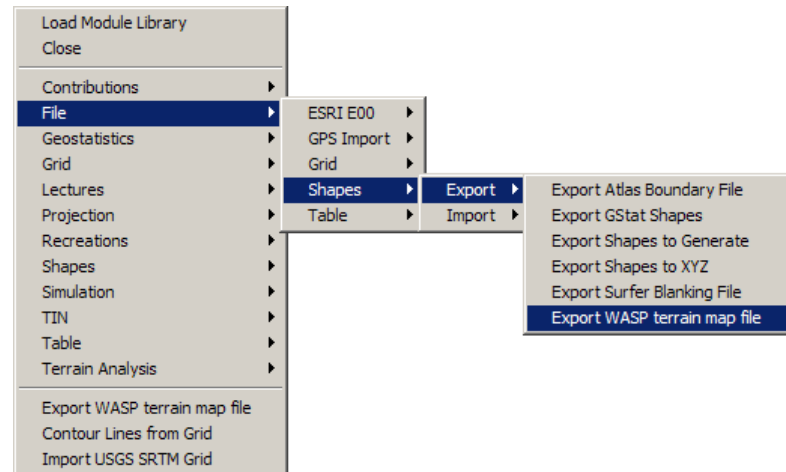 Load Module Library
Close
Contributions
File
Geostatistics
Grid
Lectures
Projection
Recreations
Shapes
Simulation
TIN
Table
Terrain Analysis
Export WASP terrain map file
Contour Lines from Grid
Import USGS SRTM Grid
ESRI E00
GPS Import
Grid
Shapes
Table
Export
Import
Export Atlas Boundary File
Export GStat Shapes
Export Shapes to Generate
Export Shapes to XYZ
Export Surfer Blanking File
Export WASP terrain map file